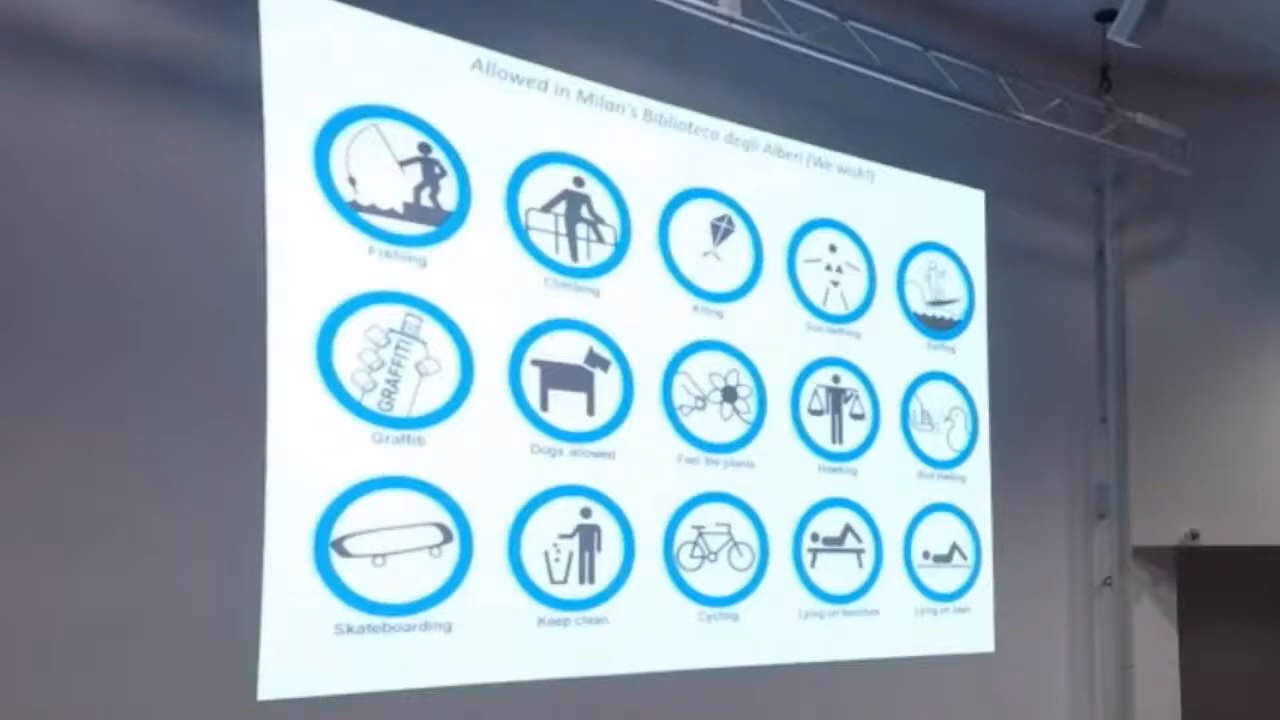 Allowed in Milan's Biblioteca degli Alberi (We wish!)
Fishing
Climbing
Kiting
Sun bathing
Surfing
GRAFFITI
Graffiti
Dogs allowed
Feel the plants
Hawking
Bird feeding
Skateboarding
Keep clean
Cycling
Lying on benches
Lying on lawn